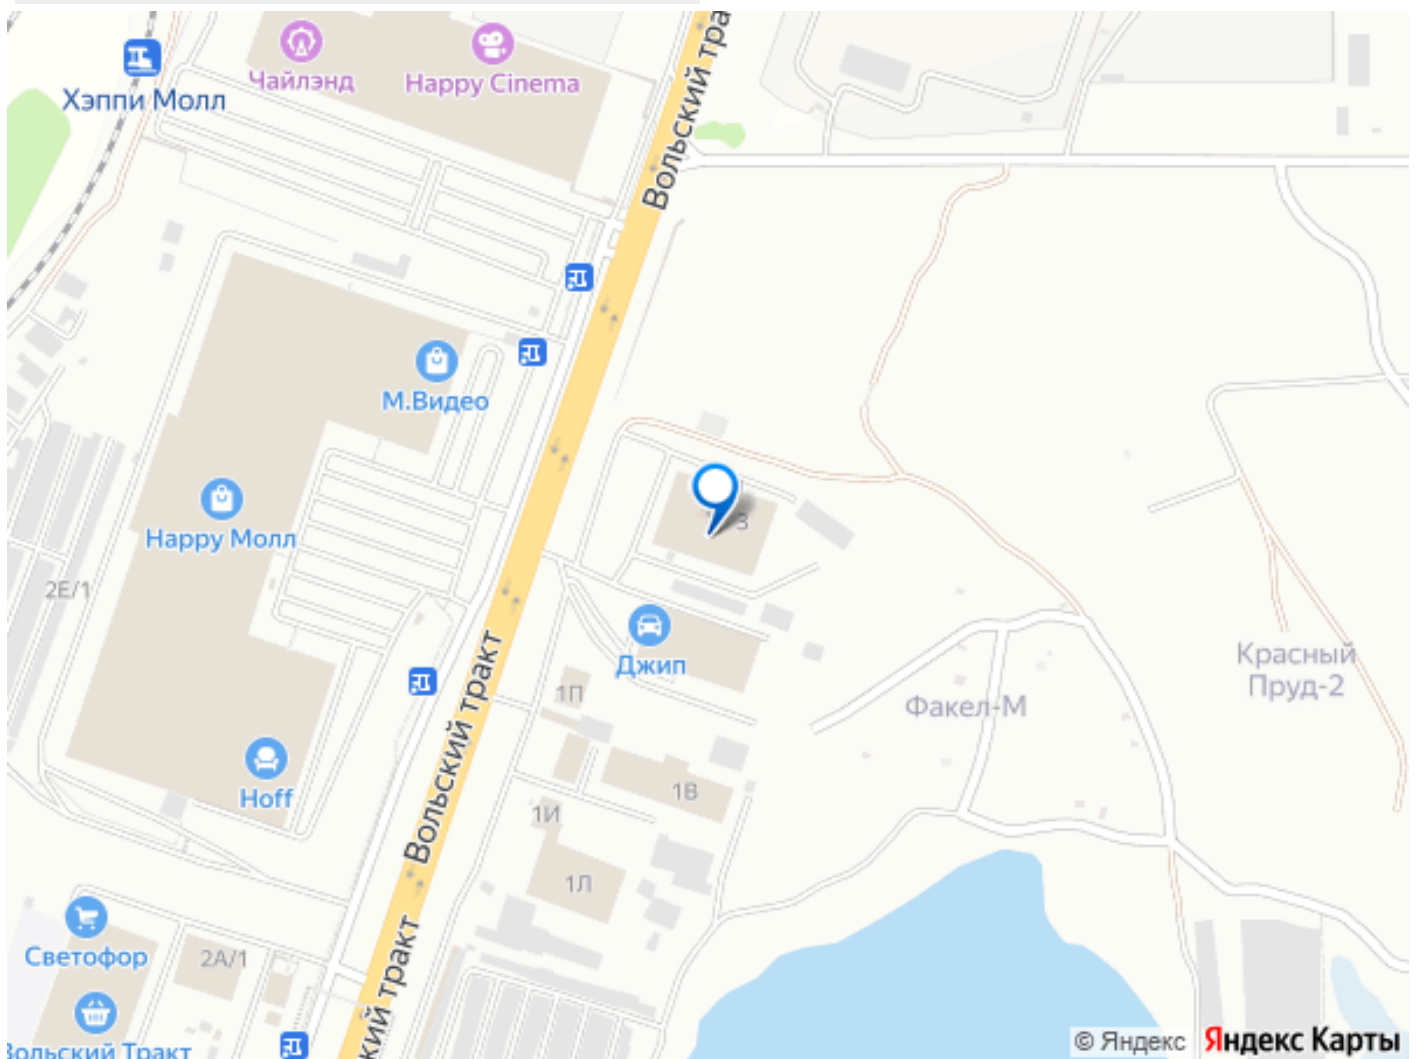 Чайлэнд
Happy Cinema
Хэппи Молл
Вольский тра
М.Видео
Happy Молл
2Е/1
3
Джип
1П
Красный
Пруд-2
Факел-М
Вольский тракт
Hoff
1В
1И
1Л
Светофор
2А/1
кий тракт
Вольский Тракт
© Яндекс
Яндекс Карты